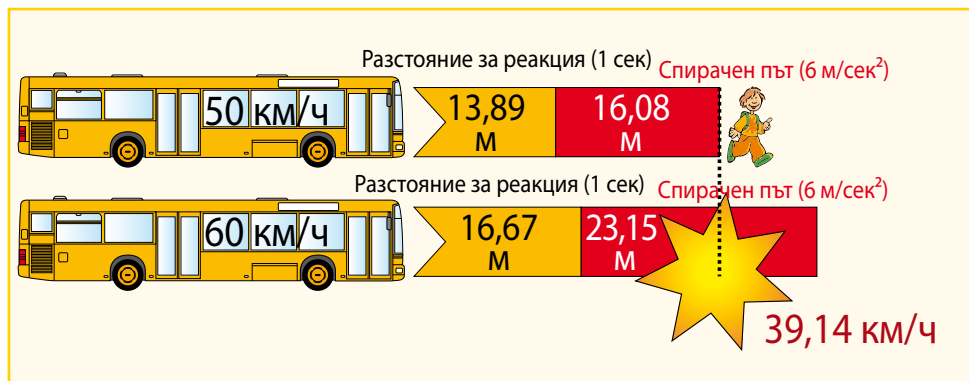 Разстояние за реакция (1 сек)
Спирачен път (6 м/сек²)
50 км/ч
13,89
м
16,08
м
Разстояние за реакция (1 сек)
Спирачен път (6 м/сек²)
60 км/ч
16,67
м
23,15
м
39,14 км/ч